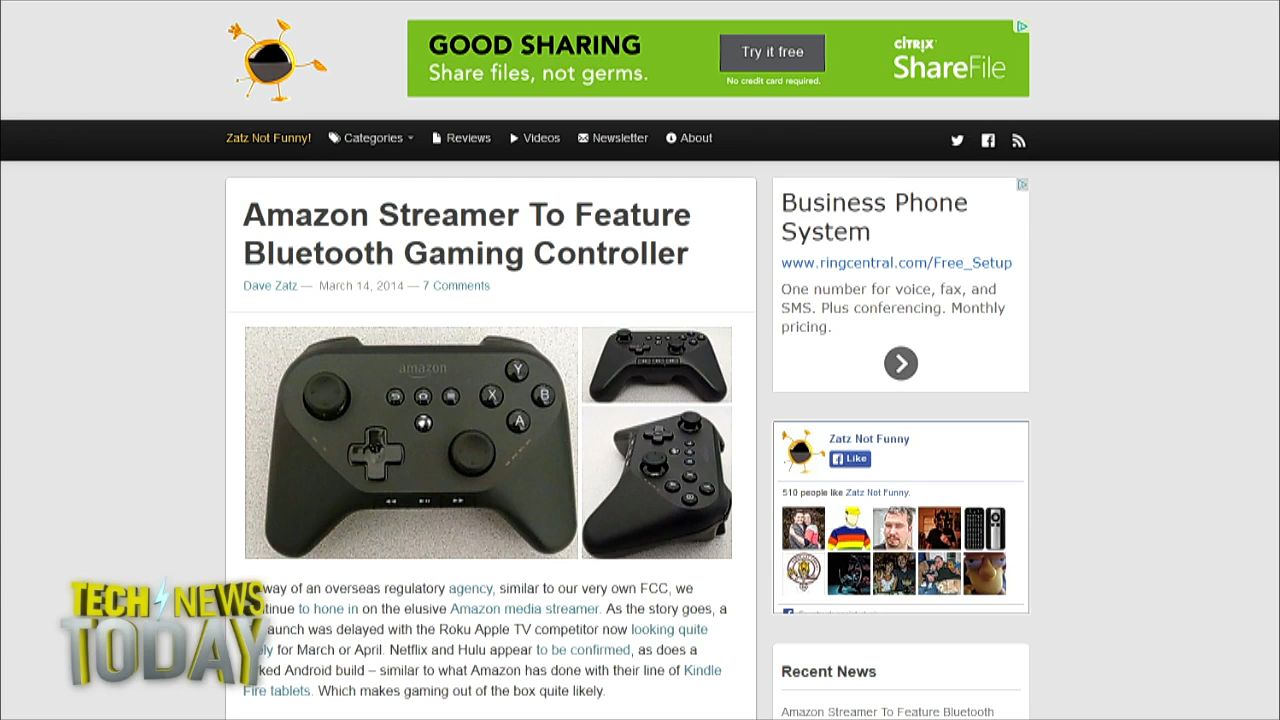 GOOD SHARING
Share files, not germs.
Try it free
No credit card required.
CITRIX
ShareFile
Zatz Not Funny!
Categories
Reviews
Videos
Newsletter
About
Amazon Streamer To Feature
Bluetooth Gaming Controller
Dave Zatz — March 14, 2014 — 7 Comments
amazon
Y
X
B
A
way of an overseas regulatory agency, similar to our very own FCC, we
tinue to hone in on the elusive Amazon media streamer. As the story goes, a
aunch was delayed with the Roku Apple TV competitor now looking quite
ly for March or April. Netflix and Hulu appear to be confirmed, as does a
ked Android build – similar to what Amazon has done with their line of Kindle
Fire tablets. Which makes gaming out of the box quite likely.
TECH NEWS
TODAY
Business Phone
System
www.ringcentral.com/Free_Setup
One number for voice, fax, and
SMS. Plus conferencing. Monthly
pricing.
Zatz Not Funny
Like
510 people like Zatz Not Funny.
Recent News
Amazon Streamer To Feature Bluetooth